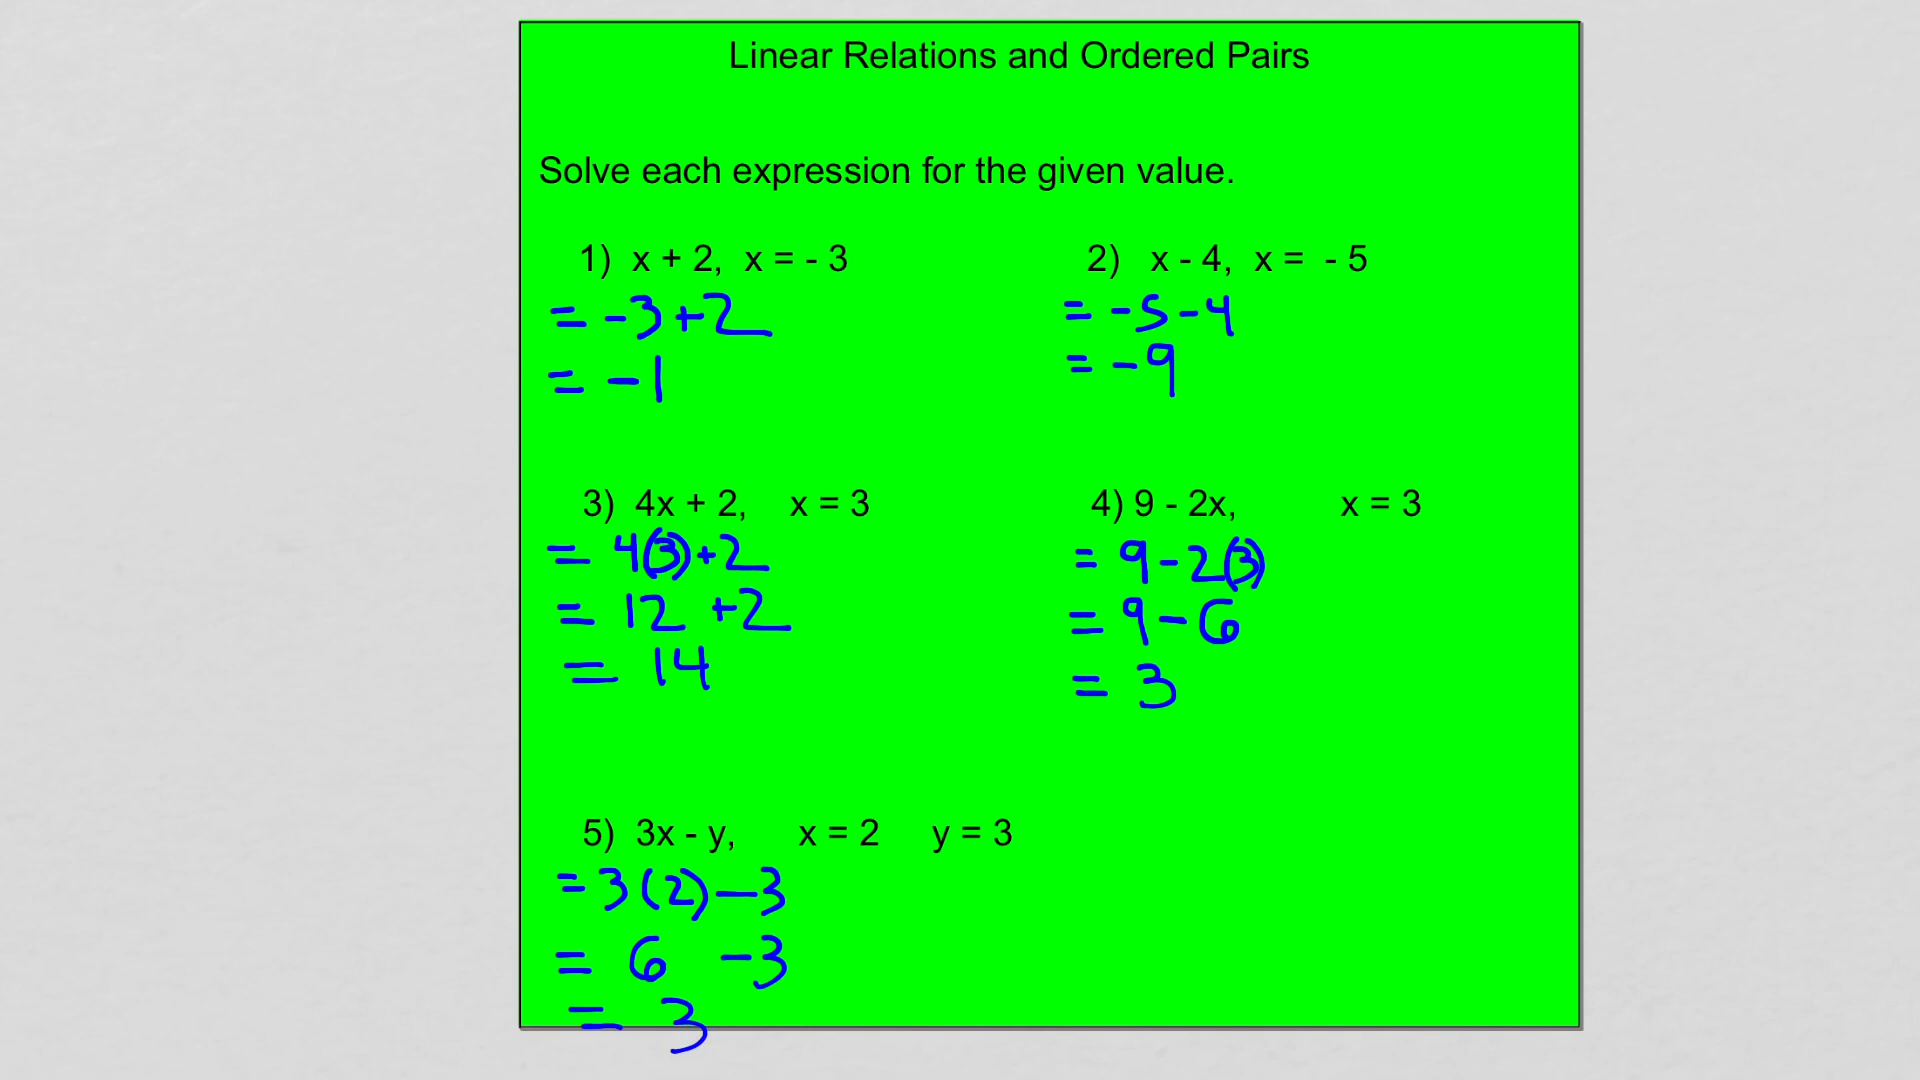 Linear Relations and Ordered Pairs
Solve each expression for the given value.
1) x + 2, x = - 3
= -3+2
= -1
2) x - 4, x = - 5
= -5-4
= -9
3) 4x + 2, x = 3
= 4(3)+2
= 12 +2
= 14
4) 9 - 2x, x = 3
= 9-2(3)
= 9-6
= 3
5) 3x - y, x = 2 y = 3
= 3(2)-3
= 6 -3
= 3